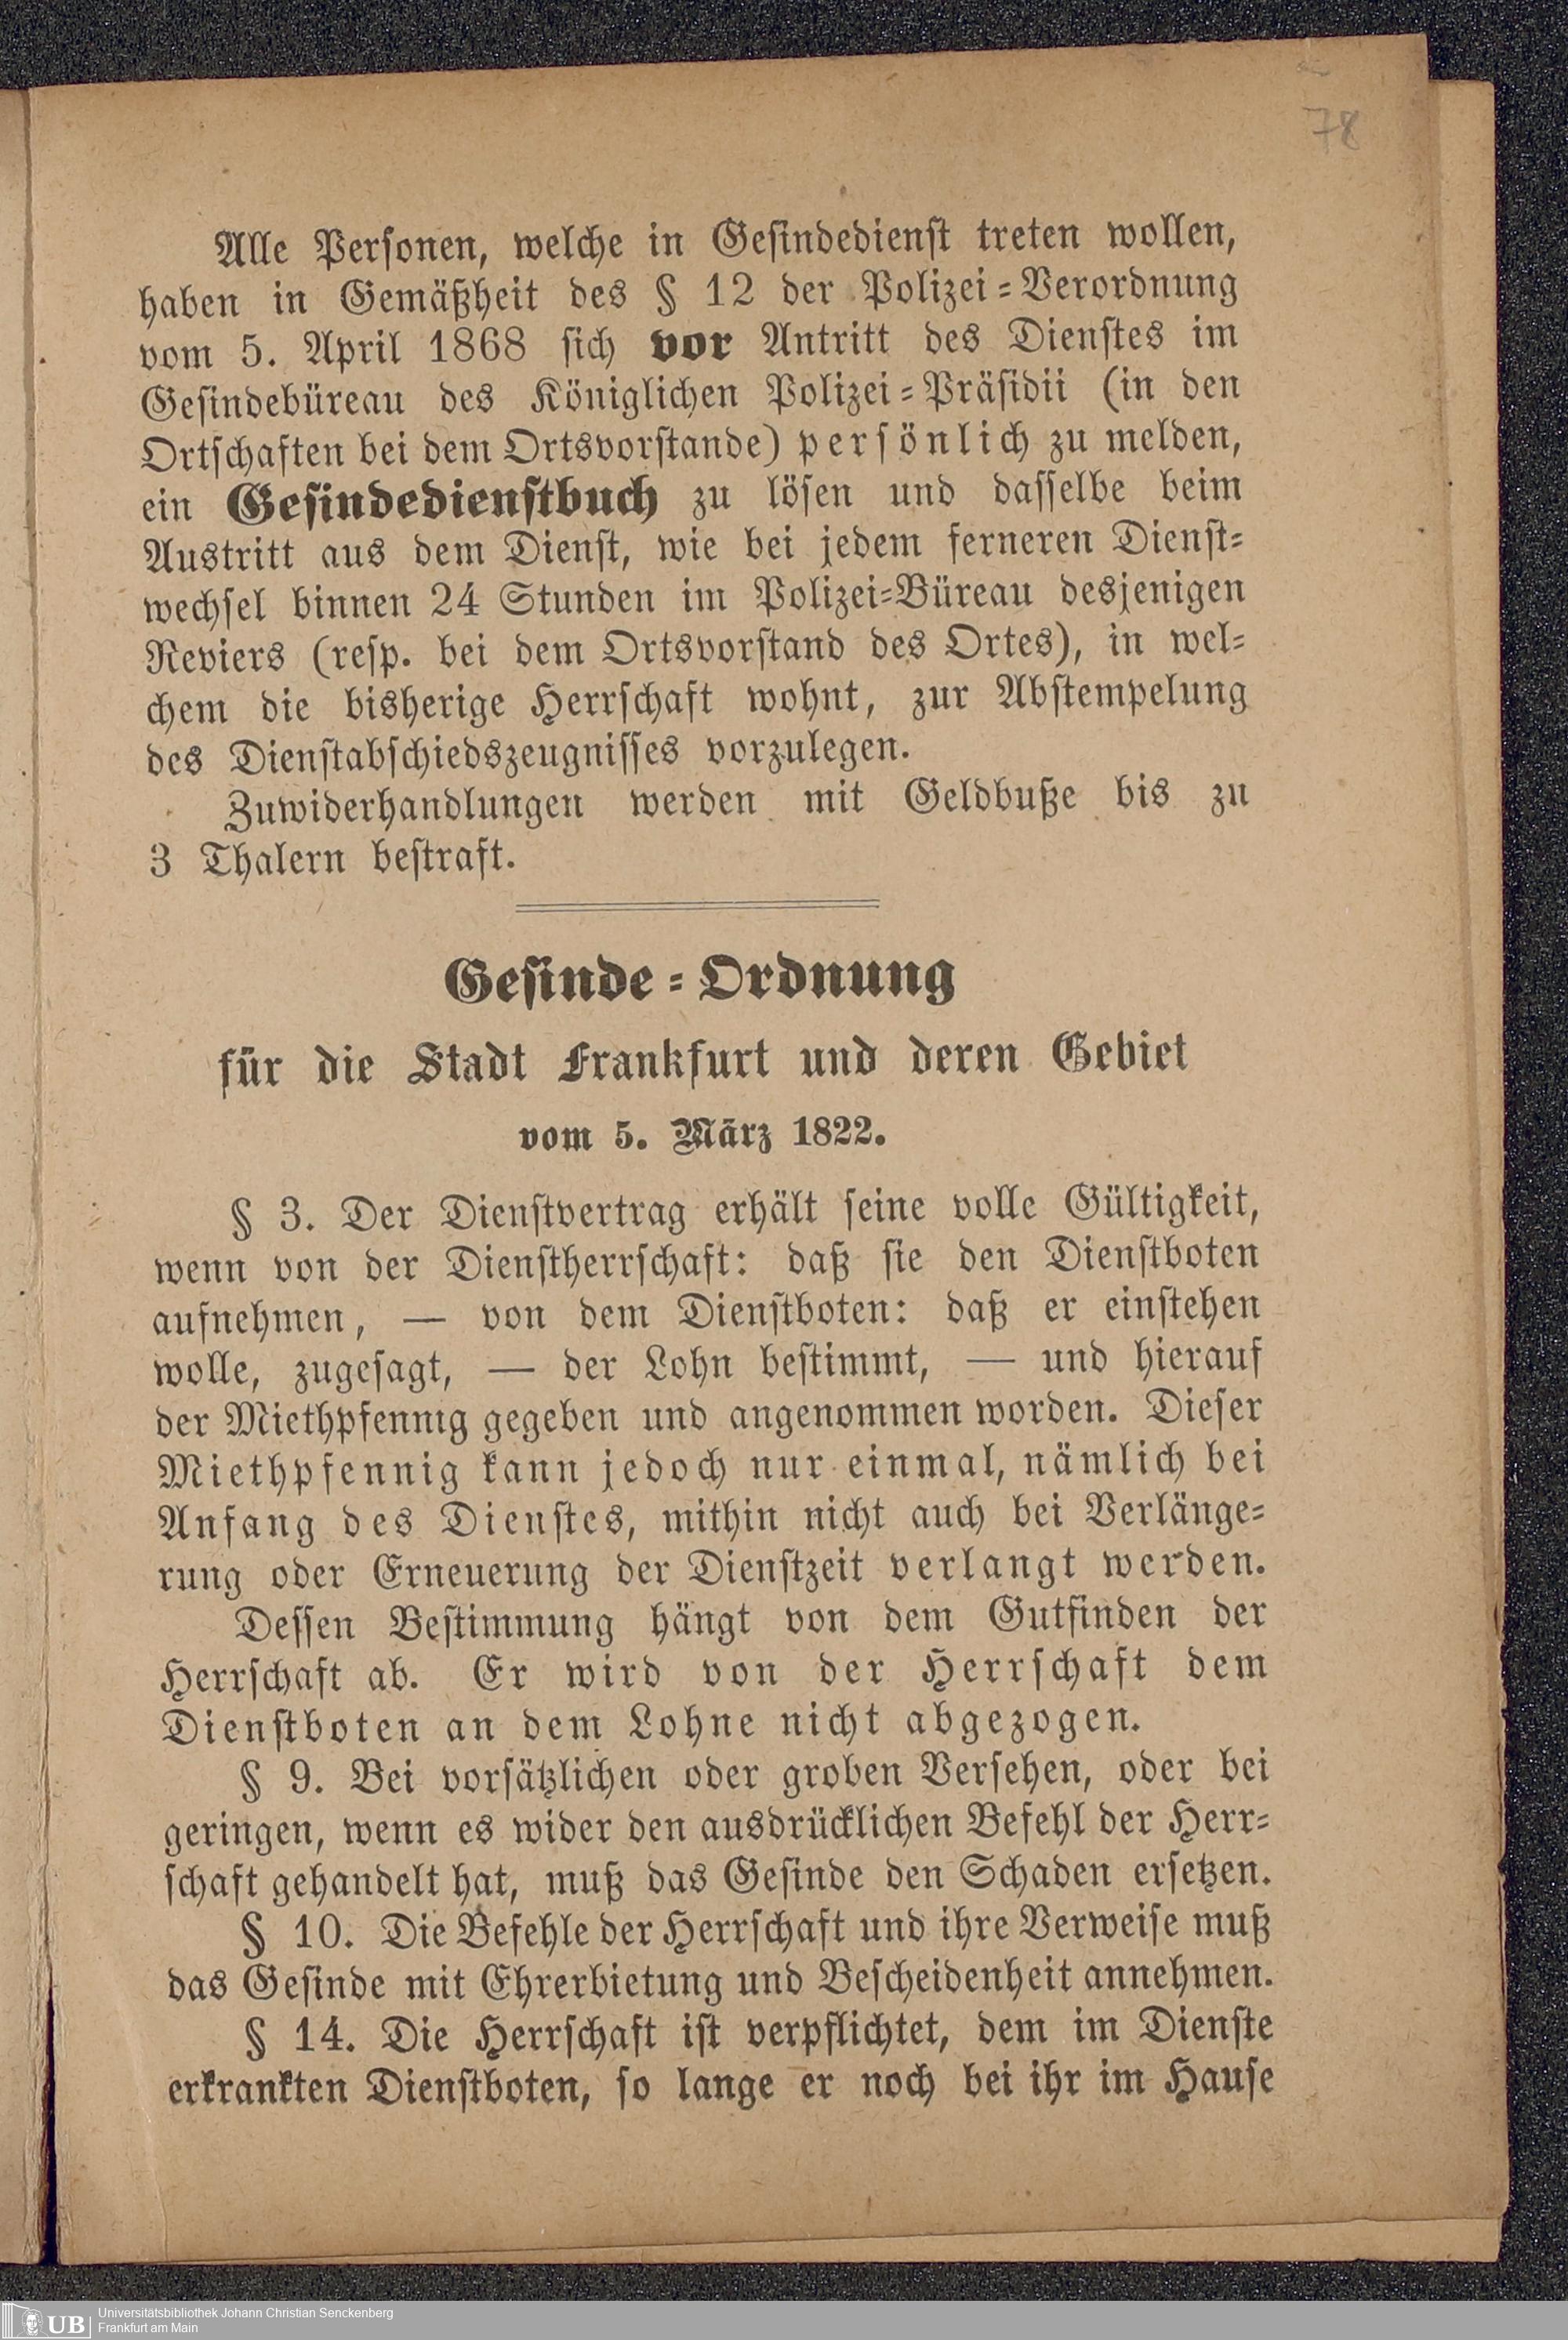 78
Alle Personen, welche in Gesindedienst treten wollen,
haben in Gemäßheit des § 12 der Polizei=Verordnung
vom 5. April 1868 sich vor Antritt des Dienstes im
Gesindebüreau des Königlichen Polizei=Präsidii (in den
Ortschaften bei dem Ortsvorstande) persönlich zu melden,
ein Gesindedienstbuch zu lösen und dasselbe beim
Austritt aus dem Dienst, wie bei jedem ferneren Dienst=
wechsel binnen 24 Stunden im Polizei=Büreau desjenigen
Reviers (resp. bei dem Ortsvorstand des Ortes), in wel=
chem die bisherige Herrschaft wohnt, zur Abstempelung
des Dienstabschiedszeugnisses vorzulegen.
Zuwiderhandlungen werden mit Geldbuße bis zu
3 Thalern bestraft.
Gesinde=Ordnung
für die Stadt Frankfurt und deren Gebiet
vom 5. März 1822.
§ 3. Der Dienstvertrag erhält seine volle Gültigkeit,
wenn von der Dienstherrschaft: daß sie den Dienstboten
aufnehmen, — von dem Dienstboten: daß er einstehen
wolle, zugesagt, — der Lohn bestimmt, — und hierauf
der Miethpfennig gegeben und angenommen worden. Dieser
Miethpfennig kann jedoch nur einmal, nämlich bei
Anfang des Dienstes, mithin nicht auch bei Verlänge=
rung oder Erneuerung der Dienstzeit verlangt werden.
Dessen Bestimmung hängt von dem Gutfinden der
Herrschaft ab. Er wird von der Herrschaft dem
Dienstboten an dem Lohne nicht abgezogen.
§ 9. Bei vorsätzlichen oder groben Versehen, oder bei
geringen, wenn es wider den ausdrücklichen Befehl der Herr=
schaft gehandelt hat, muß das Gesinde den Schaden ersetzen.
§ 10. Die Befehle der Herrschaft und ihre Verweise muß
das Gesinde mit Ehrerbietung und Bescheidenheit annehmen.
§ 14. Die Herrschaft ist verpflichtet, dem im Dienste
erkrankten Dienstboten, so lange er noch bei ihr im Hause
UB
Universitätsbibliothek Johann Christian Senckenberg
Frankfurt am Main